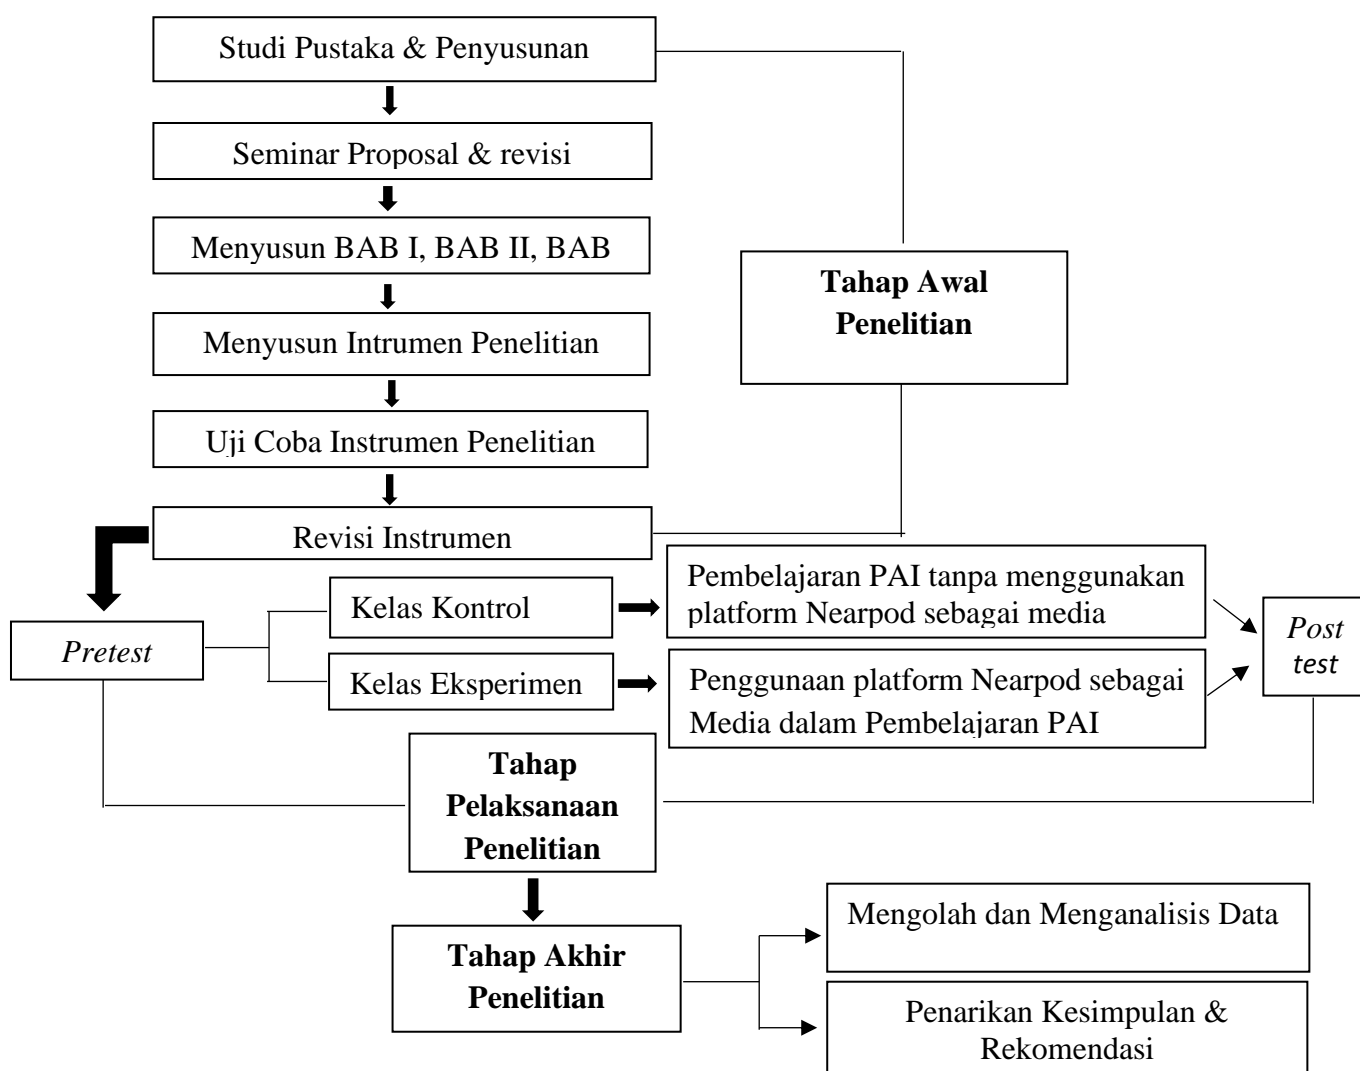 Studi Pustaka & Penyusunan
Seminar Proposal & revisi
Menyusun BAB I, BAB II, BAB
Menyusun Intrumen Penelitian
Uji Coba Instrumen Penelitian
Revisi Instrumen
Tahap Awal
Penelitian
Pretest
Kelas Kontrol
Kelas Eksperimen
Pembelajaran PAI tanpa menggunakan
platform Nearpod sebagai media
Penggunaan platform Nearpod sebagai
Media dalam Pembelajaran PAI
Post
test
Tahap
Pelaksanaan
Penelitian
Tahap Akhir
Penelitian
Mengolah dan Menganalisis Data
Penarikan Kesimpulan &
Rekomendasi